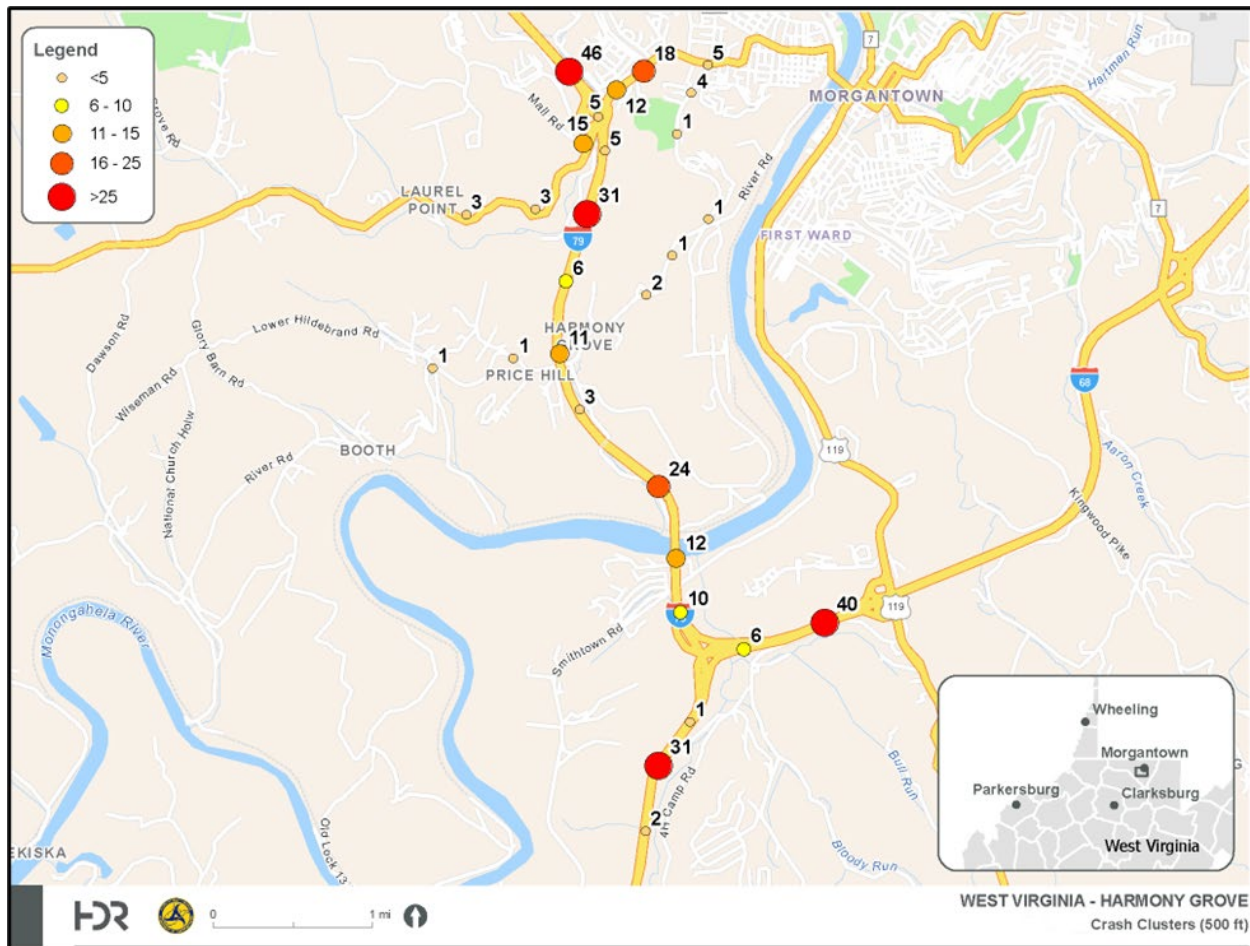 Legend
<5
6 - 10
11 - 15
16 - 25
>25
46
18
5
4
12
5
15
5
1
7
Hartman Run
MORGANTOWN
Mall Rd
Grove Rd
River Rd
LAUREL
POINT
3
3
31
79
1
1
2
7
FIRST WARD
6
HARMONY
GROVE
11
Dawson Rd
Glory Barn Rd
Lower Hildebrand Rd
Wiseman Rd
1
1
PRICE HILL
3
68
BOOTH
National Church Holw
River Rd
119
Aaron Creek
Kingwood Pike
24
12
10
40
119
6
Smithtown Rd
Monongahela
River
1
31
4H Camp Rd
2
Old Lock 13
Bull Run
Bloody Run
EKISKA
Wheeling
Morgantown
Parkersburg
Clarksburg
West Virginia
G
HDR
0
1 mi
WEST VIRGINIA - HARMONY GROVE
Crash Clusters (500 ft)